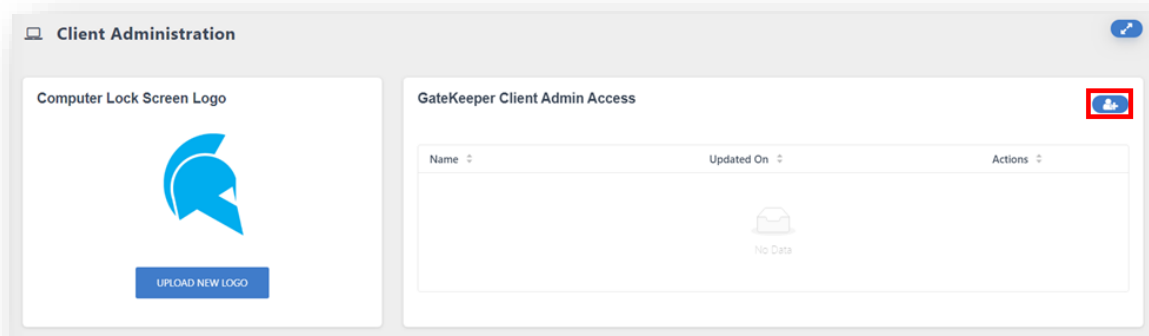 Client Administration
Computer Lock Screen Logo
UPLOAD NEW LOGO
GateKeeper Client Admin Access
Name Updated On Actions
No Data